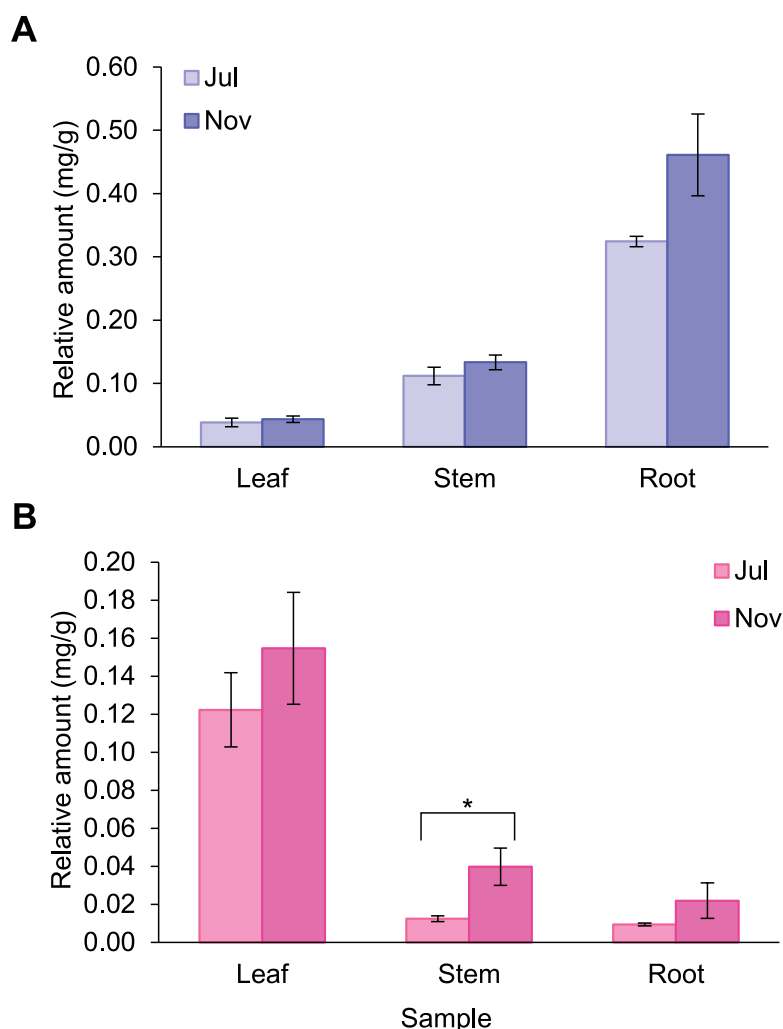 A
Relative amount (mg/g)
0.60
0.50
0.40
0.30
0.20
0.10
0.00
Jul
Nov
Leaf Stem Root
B
Relative amount (mg/g)
0.20
0.18
0.16
0.14
0.12
0.10
0.08
0.06
0.04
0.02
0.00
Jul
Nov
*
Leaf Stem Root
Sample